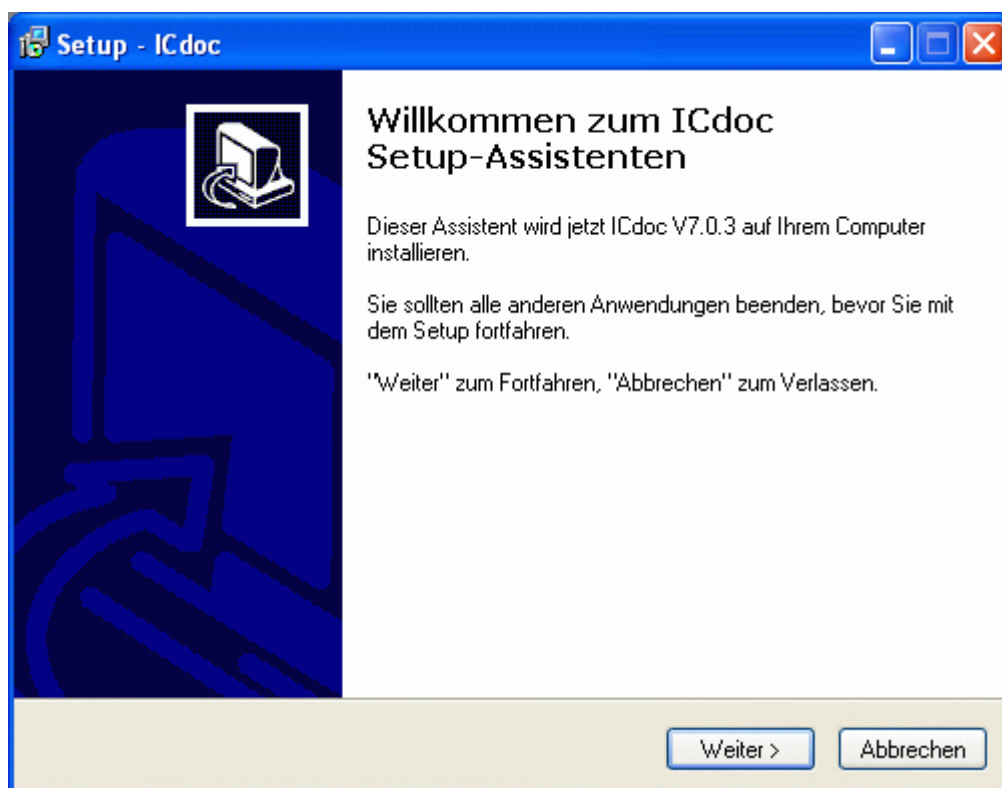 Setup - ICdoc
Willkommen zum ICdoc
Setup-Assistenten
Dieser Assistent wird jetzt ICdoc V7.0.3 auf Ihrem Computer
installieren.
Sie sollten alle anderen Anwendungen beenden, bevor Sie mit
dem Setup fortfahren.
"Weiter" zum Fortfahren, "Abbrechen" zum Verlassen.
Weiter >
Abbrechen